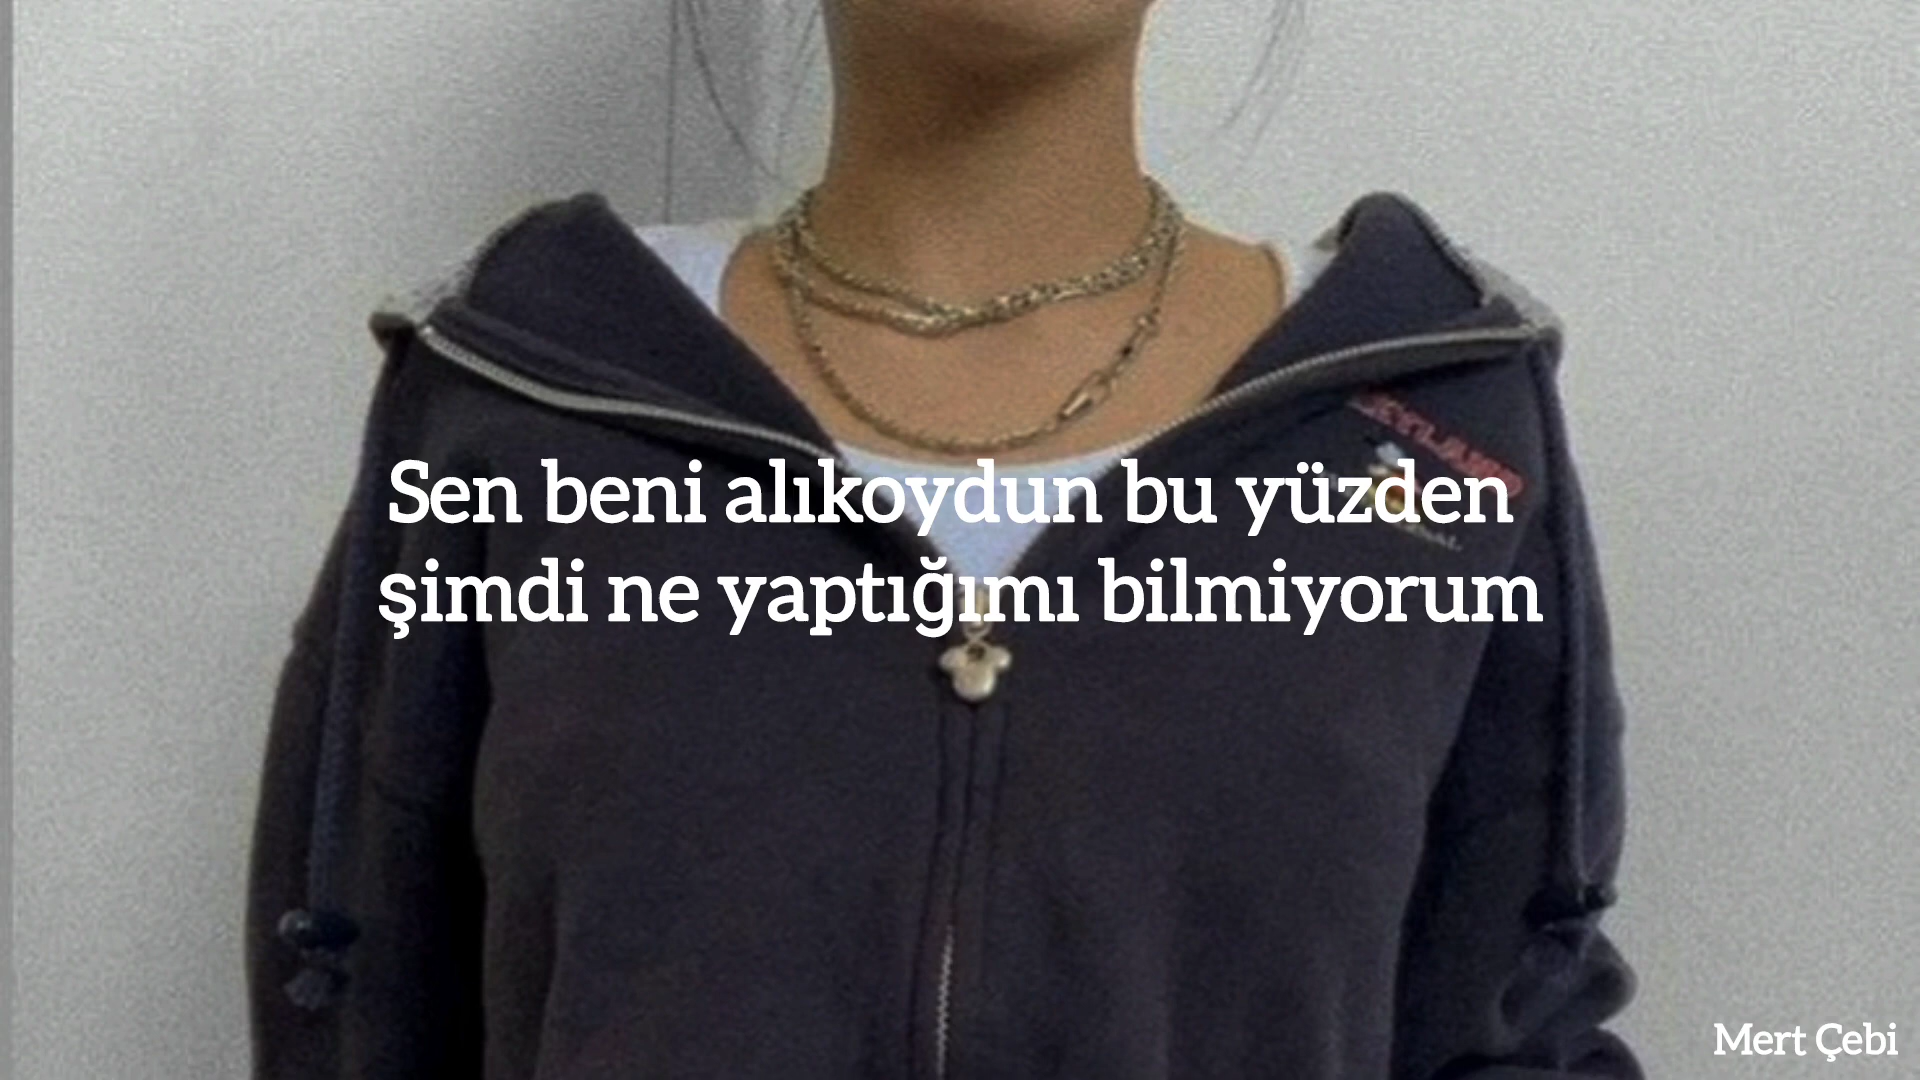 Sen beni alıkoydun bu yüzden
şimdi ne yaptığımı bilmiyorum
Mert Çebi